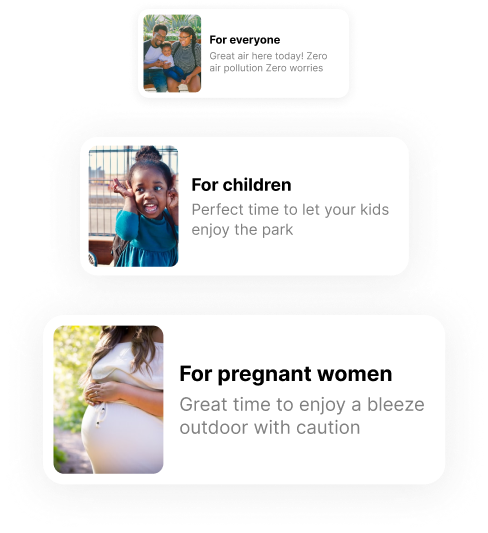 For everyone
Great air here today! Zero
air pollution Zero worries
For children
Perfect time to let your kids
enjoy the park
For pregnant women
Great time to enjoy a bleeze
outdoor with caution